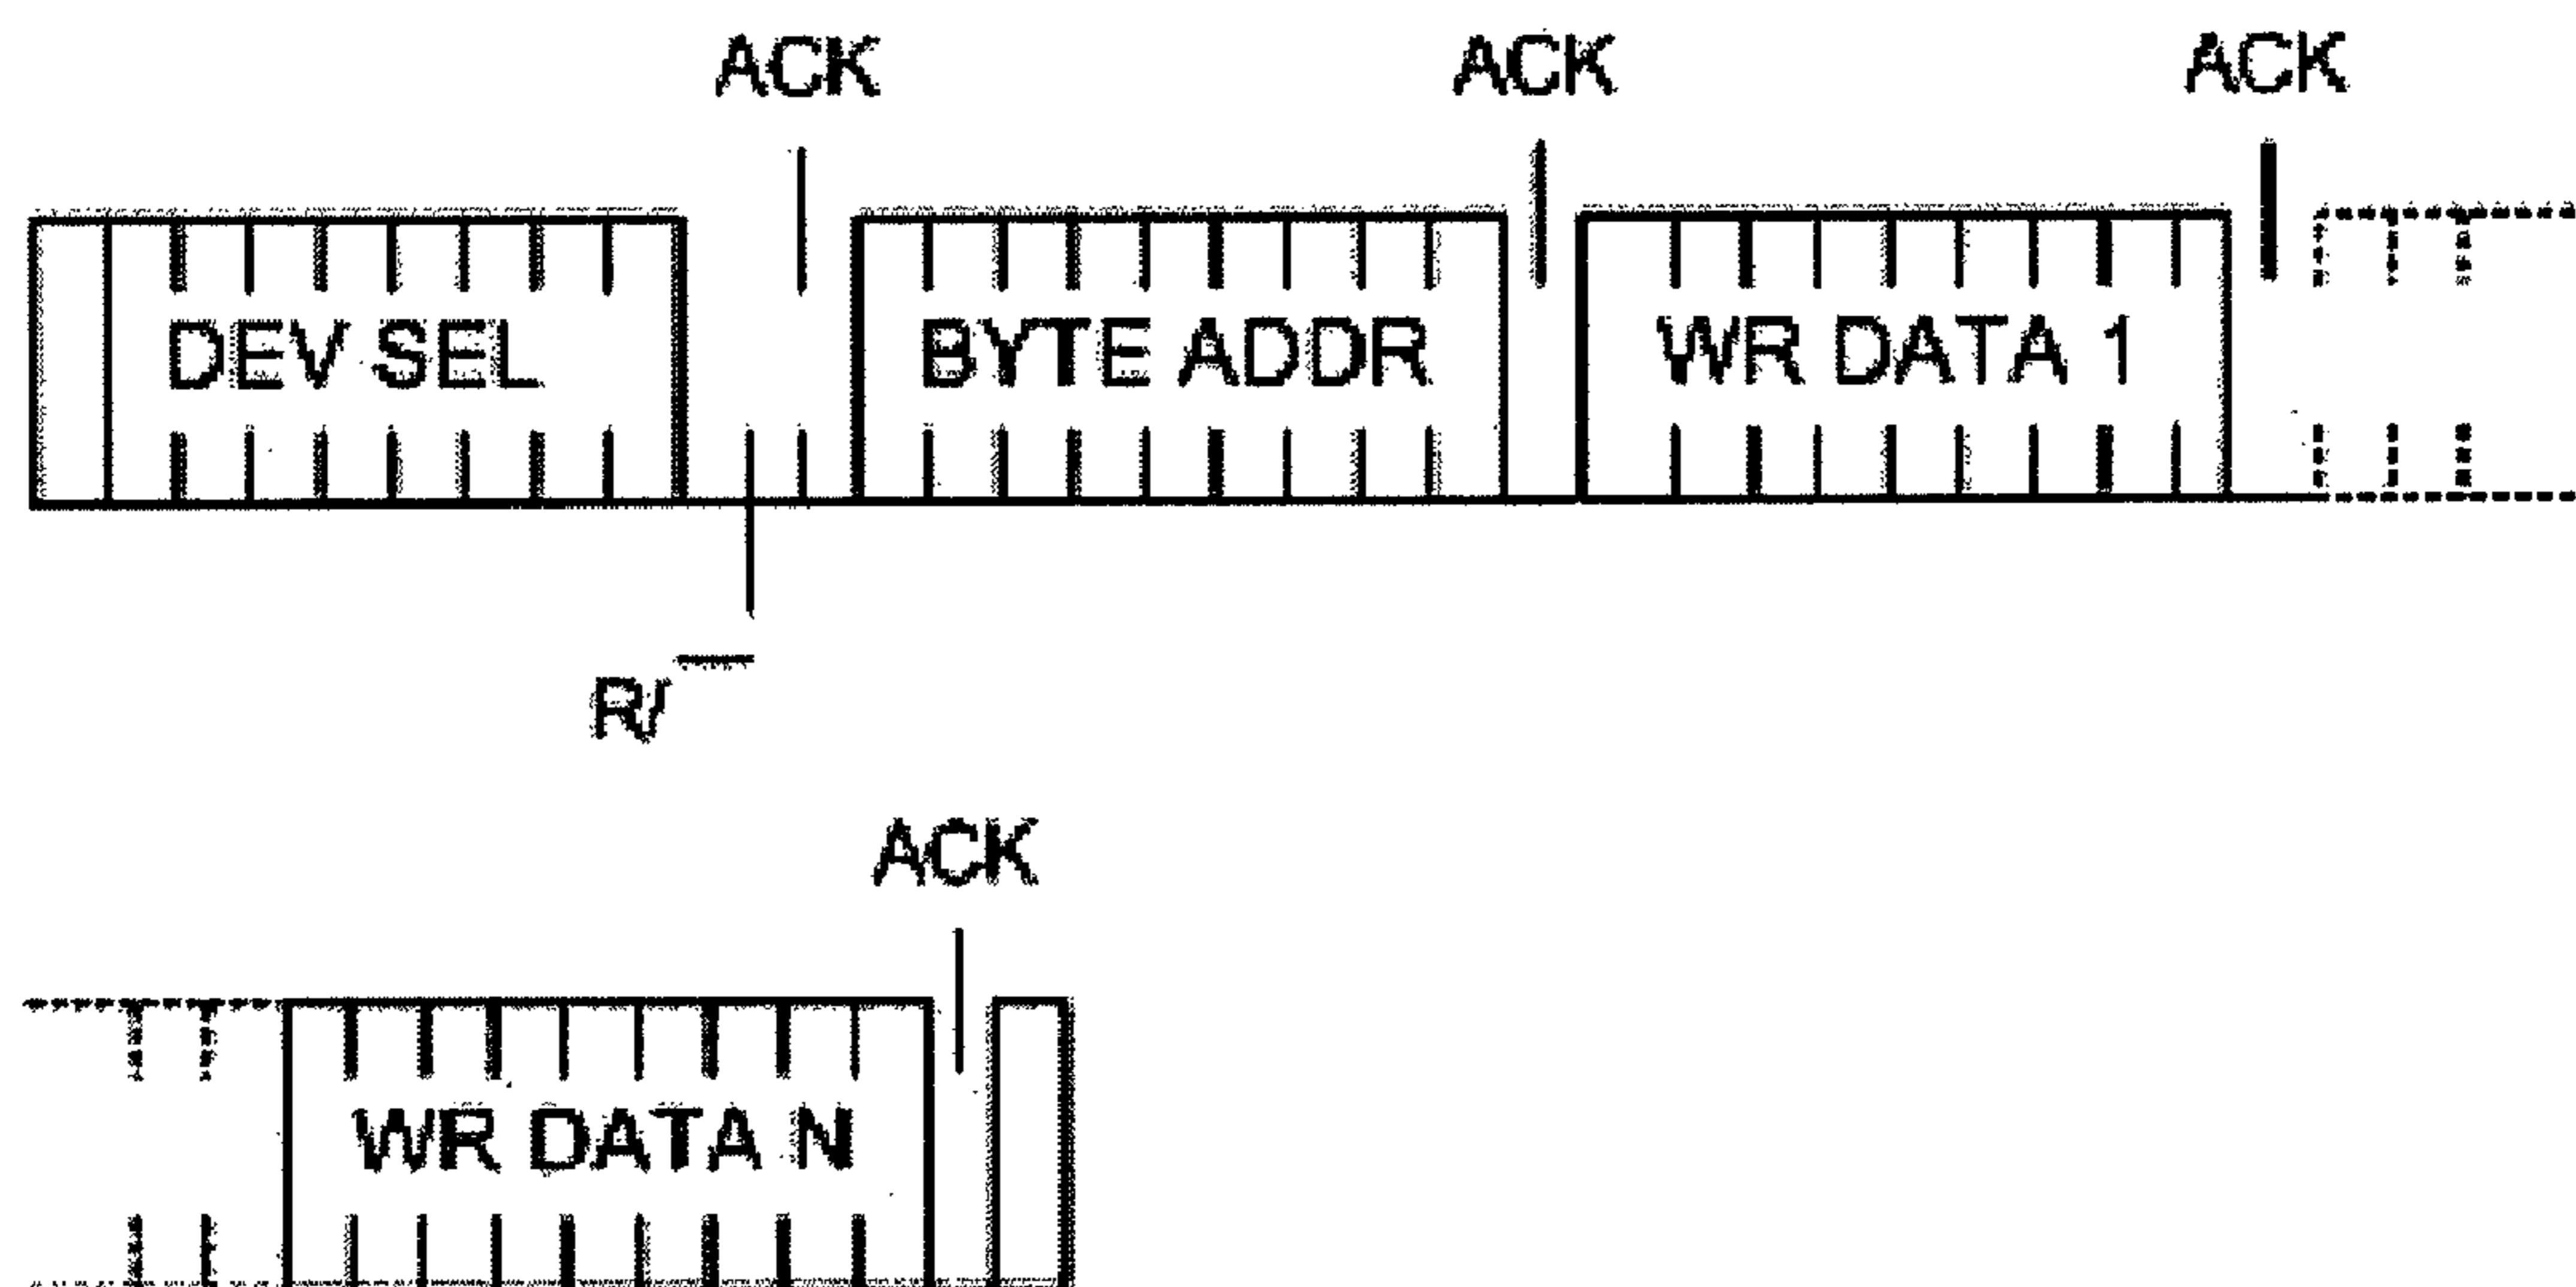 ACK ACK ACK
DEV SEL BYTE ADDR WR DATA 1
R/
ACK
WR DATA N